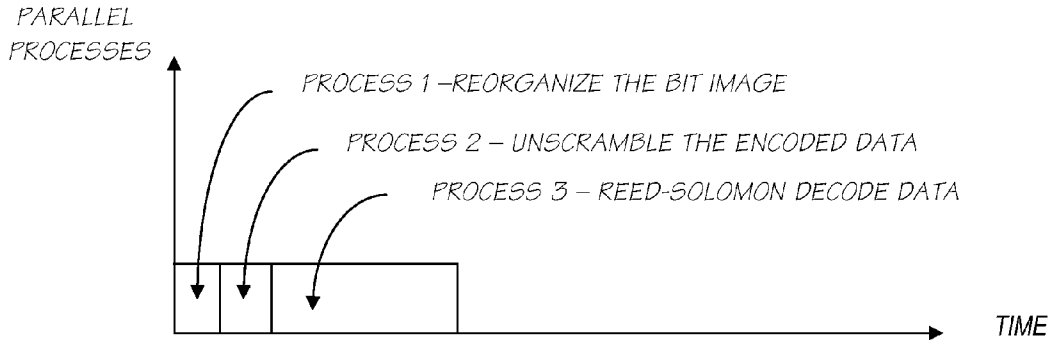 PARALLEL
PROCESSES
PROCESS 1 –REORGANIZE THE BIT IMAGE
PROCESS 2 – UNSCRAMBLE THE ENCODED DATA
PROCESS 3 – REED-SOLOMON DECODE DATA
TIME